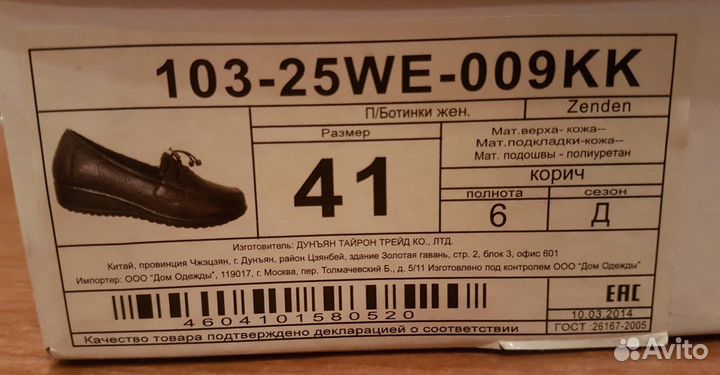 103-25WE-009KK
П/Ботинки жен.
Zenden
Размер
41
Мат.верха- кожа--
Мат.подкладки-кожа--
Мат. подошвы - полиуретан
корич
полнота
сезон
6
Д
Изготовитель: ДУНЪЯН ТАЙРОН ТРЕЙД КО., ЛТД.
Китай, провинция Чжэцзян, г. Дунъян, район Цзянбей, здание Золотая гавань, стр. 2, блок 3, офис 601
Импортер: ООО "Дом Одежды", 119017, г. Москва, пер. Толмачевский Б., д. 5/11 Изготовлено под контролем ООО "Дом Одежды"
4604101580520
EAC
10.03.2014
ГОСТ :26167-2005
Качество товара подтверждено декларацией о соответствии
Avito